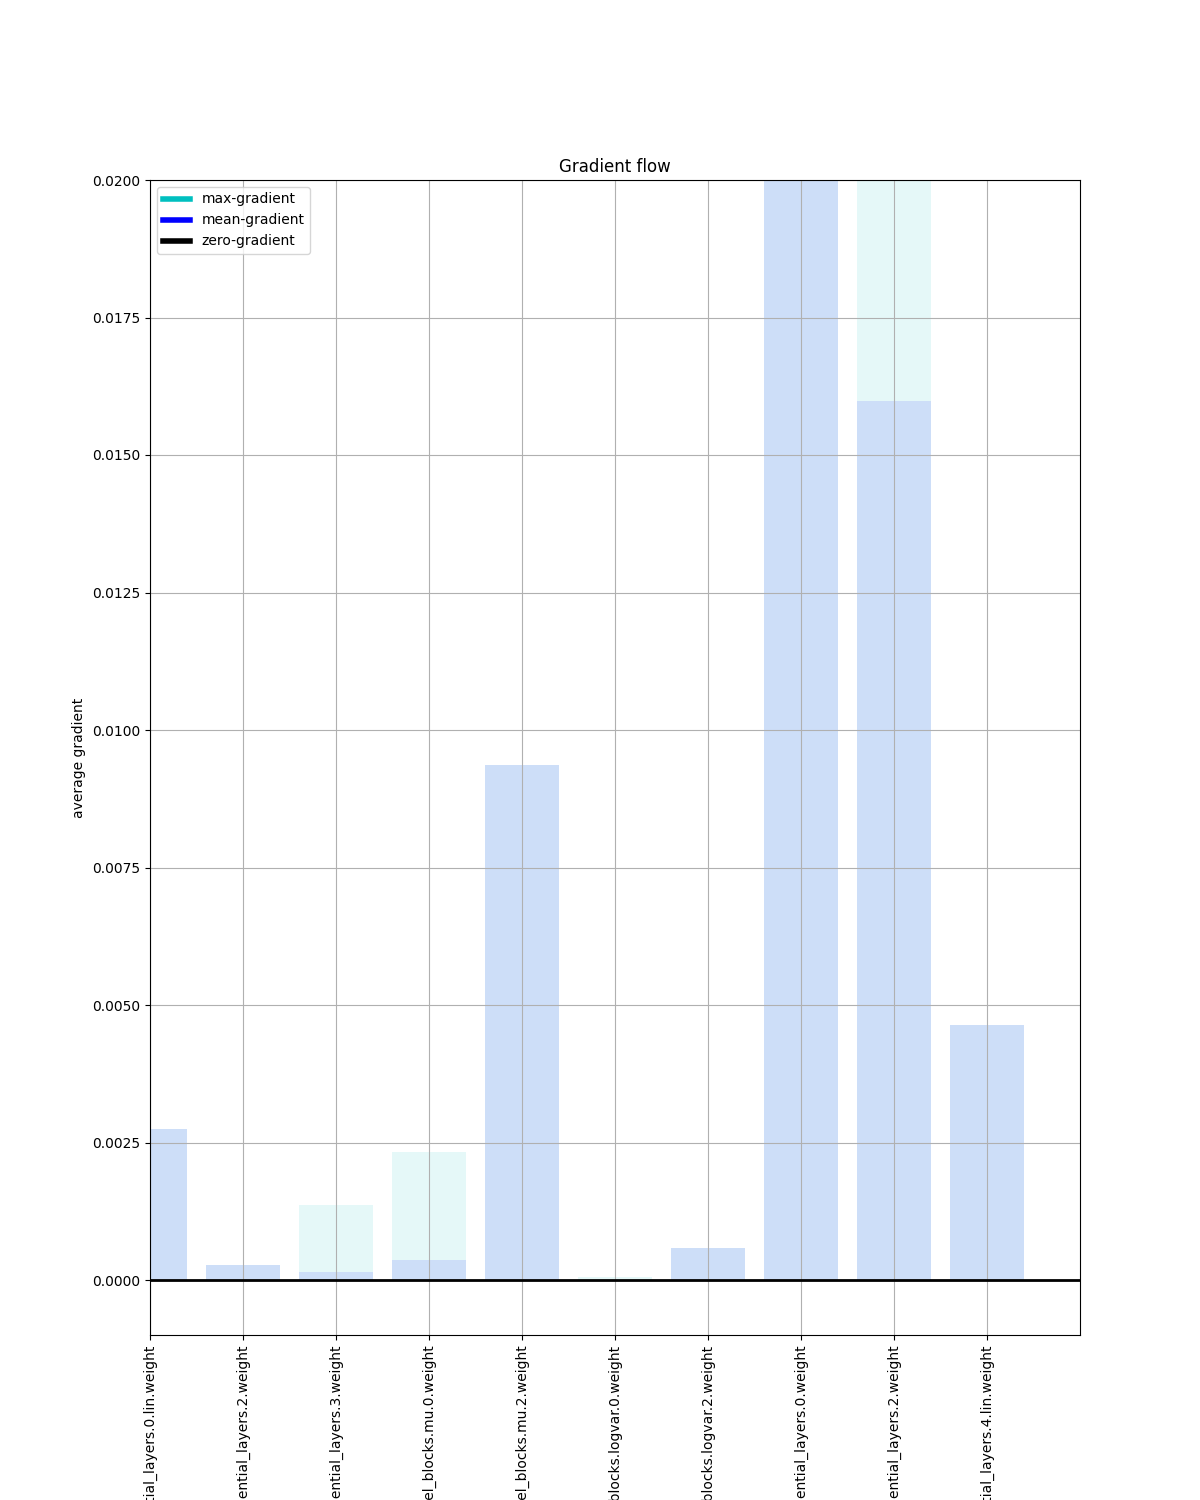 Gradient flow
max-gradient
mean-gradient
zero-gradient
0.0200
0.0175
0.0150
0.0125
0.0100
0.0075
0.0050
0.0025
0.0000
average gradient
tial_layers.0.lin.weight
ential_layers.2.weight
ential_layers.3.weight
el_blocks.mu.0.weight
el_blocks.mu.2.weight
blocks.logvar.0.weight
blocks.logvar.2.weight
ential_layers.0.weight
ential_layers.2.weight
tial_layers.4.lin.weight